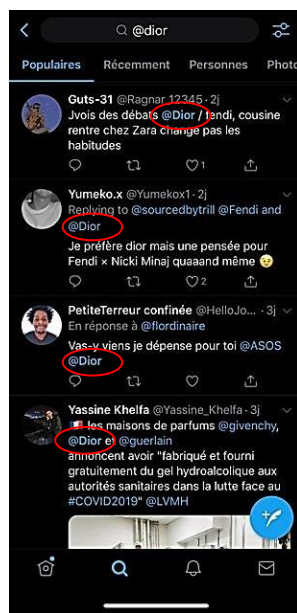 @dior
Populaires Récemment Personnes Photo
Guts-31 @Ragnar_12345 · 2j
Jvois des débats @Dior / fendi, cousine
rentre chez Zara change pas les
habitudes
1
Yumeko.x @Yumekox1 · 2j
Replying to @sourcedbytrill @Fendi and
@Dior
Je préfère dior mais une pensée pour
Fendi × Nicki Minaj quaaand même
2
PetiteTerreur confinée @HelloJo... · 3j
En réponse à @flordinaire
Vas-y viens je dépense pour toi @ASOS
@Dior
Yassine Khelfa @Yassine_Khelfa · 3j
les maisons de parfums @givenchy,
@Dior et @guerlain
annoncent avoir "fabriqué et fourni
gratuitement du gel hydroalcolique aux
autorités sanitaires dans la lutte face au
#COVID2019" @LVMH